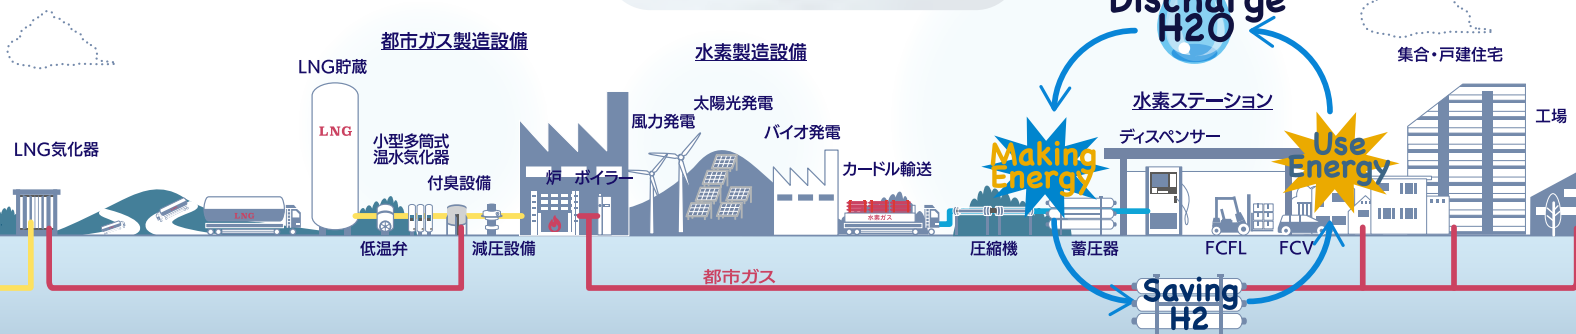 Discharge
H2O
都市ガス製造設備
水素製造設備
集合・戸建住宅
LNG貯蔵
太陽光発電
水素ステーション
LNG
風力発電
バイオ発電
ディスペンサー
工場
LNG気化器
小型多筒式
温水気化器
Making
Energy
Use
Energy
カードル輸送
付臭設備
炉
ボイラー
LNG
水素ガス
低温弁
減圧設備
圧縮機
蓄圧器
FCFL
FCV
都市ガス
Saving
H2